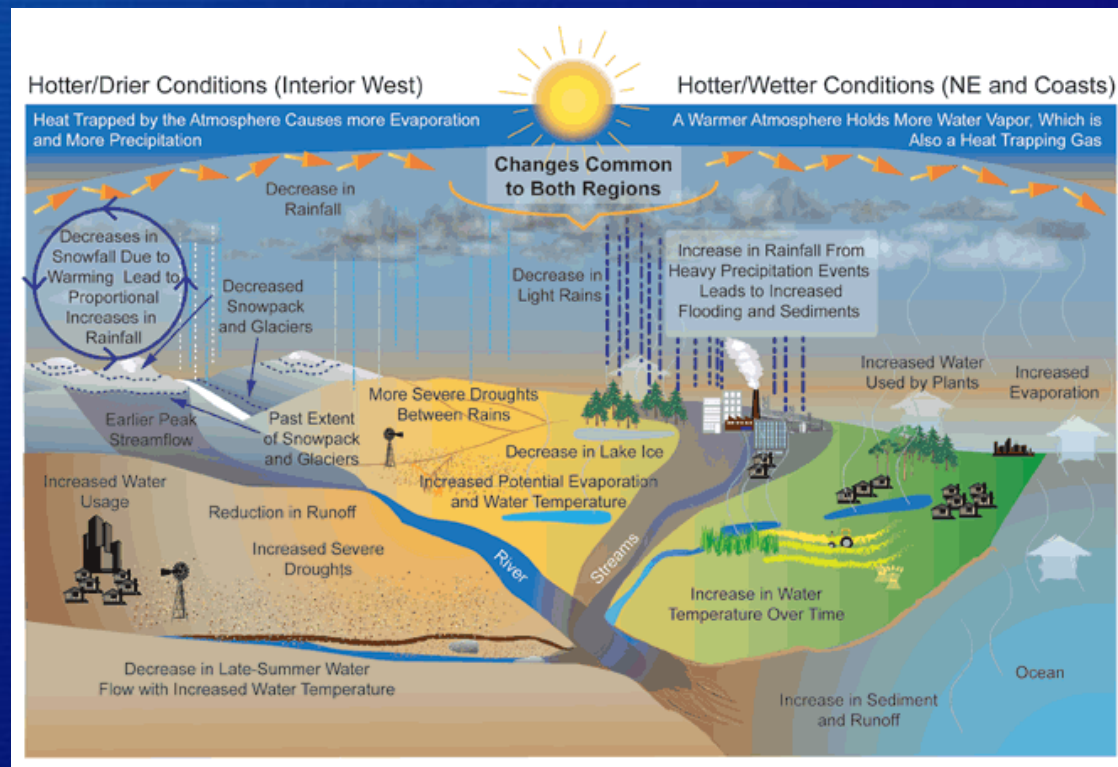 Hotter/Drier Conditions (Interior West)
Hotter/Wetter Conditions (NE and Coasts)
Heat Trapped by the Atmosphere Causes more Evaporation
and More Precipitation
A Warmer Atmosphere Holds More Water Vapor, Which is
Also a Heat Trapping Gas
Changes Common
to Both Regions
Decrease in
Rainfall
Decreases in
Snowfall Due to
Warming Lead to
Proportional
Increases in
Rainfall
Decreased
Snowpack
and Glaciers
Decrease in
Light Rains
Increase in Rainfall From
Heavy Precipitation Events
Leads to Increased
Flooding and Sediments
Increased Water
Used by Plants
Increased
Evaporation
Earlier Peak
Streamflow
Past Extent
of Snowpack
and Glaciers
More Severe Droughts
Between Rains
Decrease in Lake Ice
Increased Potential Evaporation
and Water Temperature
Increased Water
Usage
Reduction in Runoff
Increased Severe
Droughts
River
Streams
Increase in Water
Temperature Over Time
Decrease in Late-Summer Water
Flow with Increased Water Temperature
Increase in Sediment
and Runoff
Ocean